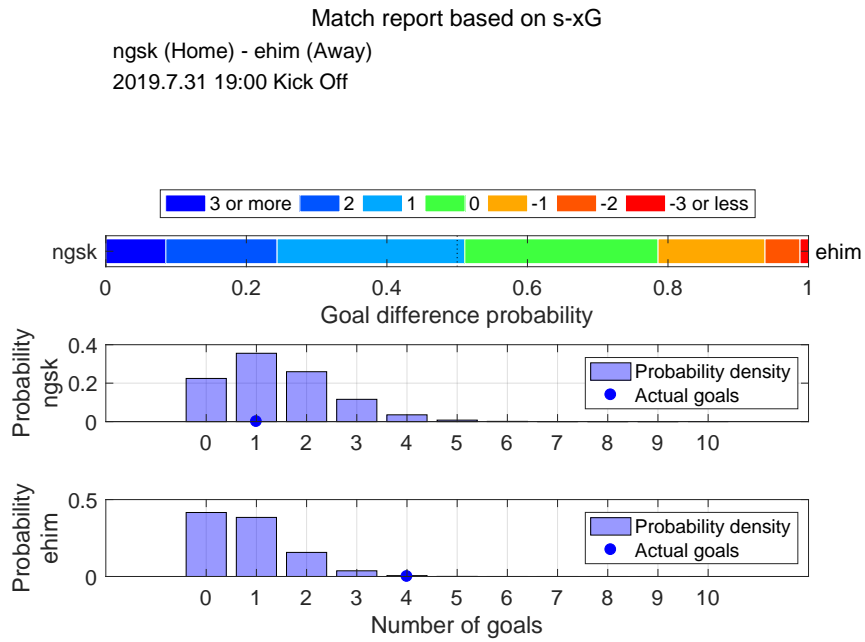 Match report based on s-xG
ngsk (Home) - ehim (Away)
2019.7.31 19:00 Kick Off
3 or more 2 1 0 -1 -2 -3 or less
ngsk ehim
0 0.2 0.4 0.6 0.8 1
Goal difference probability
Probability
ngsk
0.4
0.2
0
Probability density
Actual goals
0 1 2 3 4 5 6 7 8 9 10
Probability
ehim
0.5
0
Probability density
Actual goals
0 1 2 3 4 5 6 7 8 9 10
Number of goals